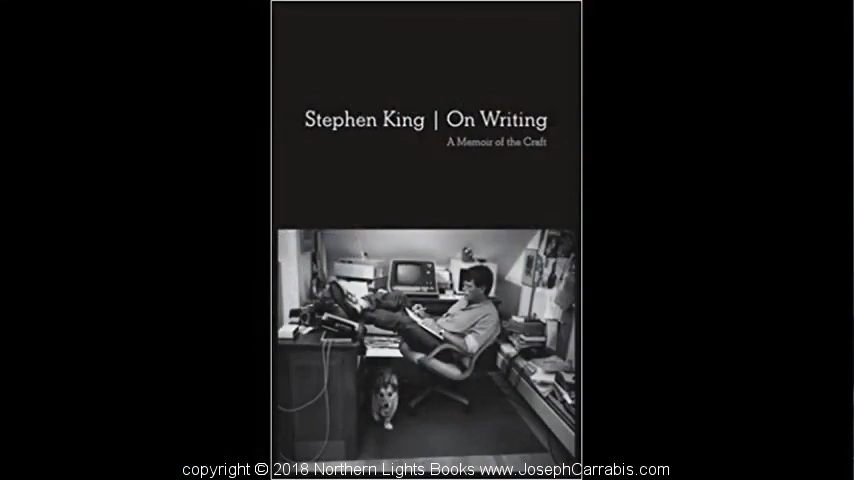 Stephen King | On Writing
A Memoir of the Craft
copyright © 2018 Northern Lights Books www.JosephCarrabis.com